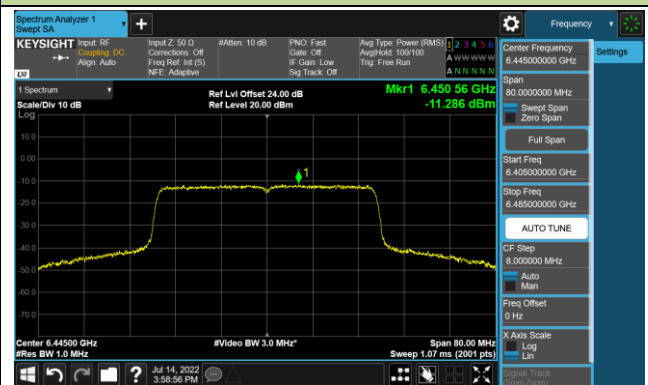 Spectrum Analyzer 1
Swept SA
Frequency
KEYSIGHT
Input: RF
Coupling: DC
Align: Auto
Input Z: 50 Ω
Corrections: Off
Freq Ref: Int (S)
NFE: Adaptive
#Atten: 10 dB
PNO: Fast
Gate: Off
IF Gain: Low
Sig Track: Off
Avg Type: Power (RMS)
Avg|Hold: 100/100
Trig: Free Run
1 2 3 4 5 6
A W W W W W
A N N N N N
LXI
1 Spectrum
Scale/Div 10 dB
Log
Ref Lvl Offset 24.00 dB
Ref Level 20.00 dBm
Mkr1 6.450 56 GHz
-11.286 dBm
1
10.0
0.00
-10.0
-20.0
-30.0
-40.0
-50.0
-60.0
-70.0
Center 6.44500 GHz
#Res BW 1.0 MHz
#Video BW 3.0 MHz*
Span 80.00 MHz
Sweep 1.07 ms (2001 pts)
Jul 14, 2022
3:58:56 PM
Center Frequency
6.445000000 GHz
Settings
Span
80.0000000 MHz
Swept Span
Zero Span
Full Span
Start Freq
6.405000000 GHz
Stop Freq
6.485000000 GHz
AUTO TUNE
CF Step
8.000000 MHz
Auto
Man
Freq Offset
0 Hz
X Axis Scale
Log
Lin
Signal Track
(Span Zoom)